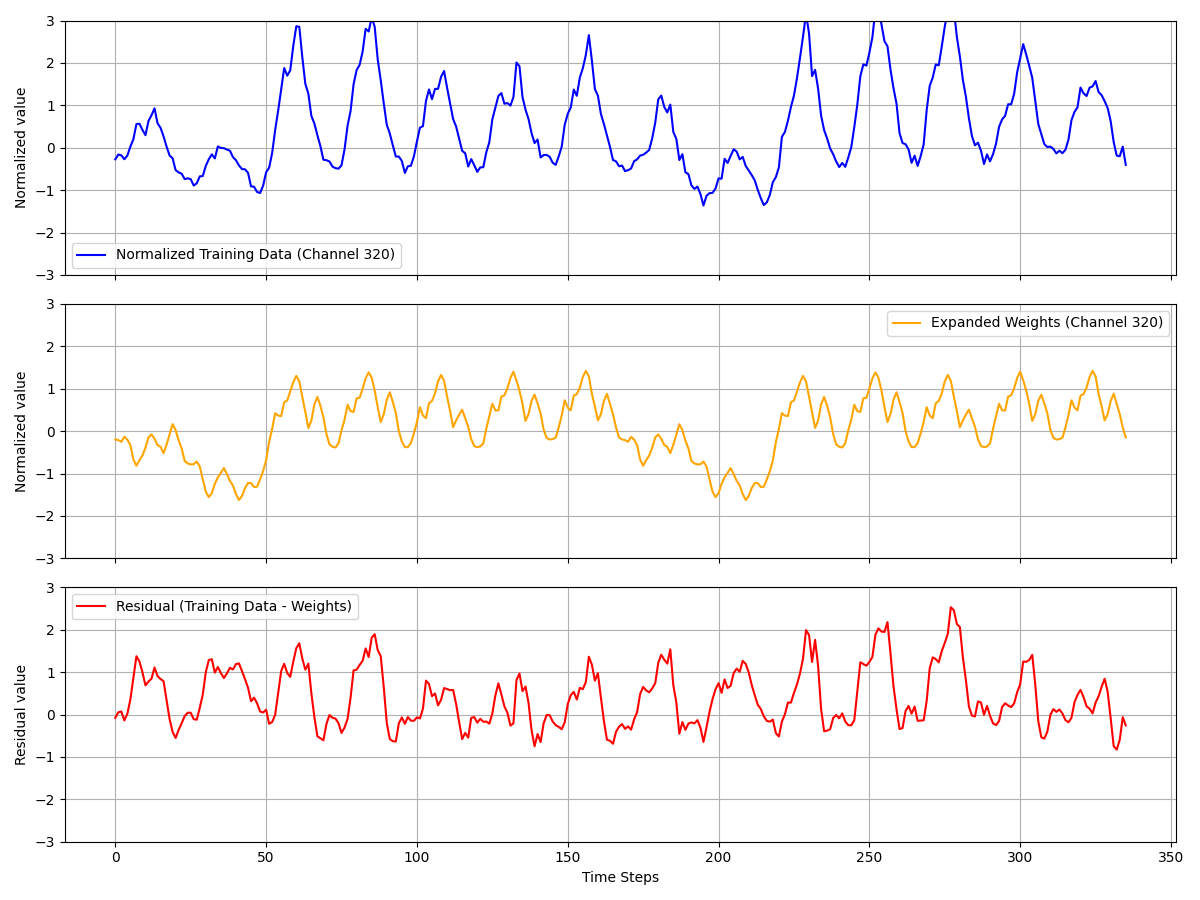 3
2
1
0
−1
−2
−3
Normalized value
Normalized Training Data (Channel 320)
3
2
1
0
−1
−2
−3
Normalized value
Expanded Weights (Channel 320)
3
2
1
0
−1
−2
−3
Residual value
Residual (Training Data - Weights)
0 50 100 150 200 250 300 350
Time Steps